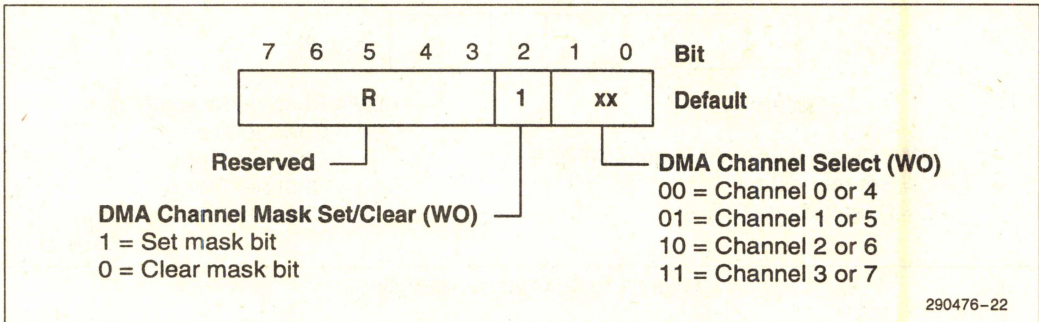 7 6 5 4 3 2 1 0 Bit
R 1 xx Default
Reserved
DMA Channel Mask Set/Clear (WO)
1 = Set mask bit
0 = Clear mask bit
DMA Channel Select (WO)
00 = Channel 0 or 4
01 = Channel 1 or 5
10 = Channel 2 or 6
11 = Channel 3 or 7
290476-22